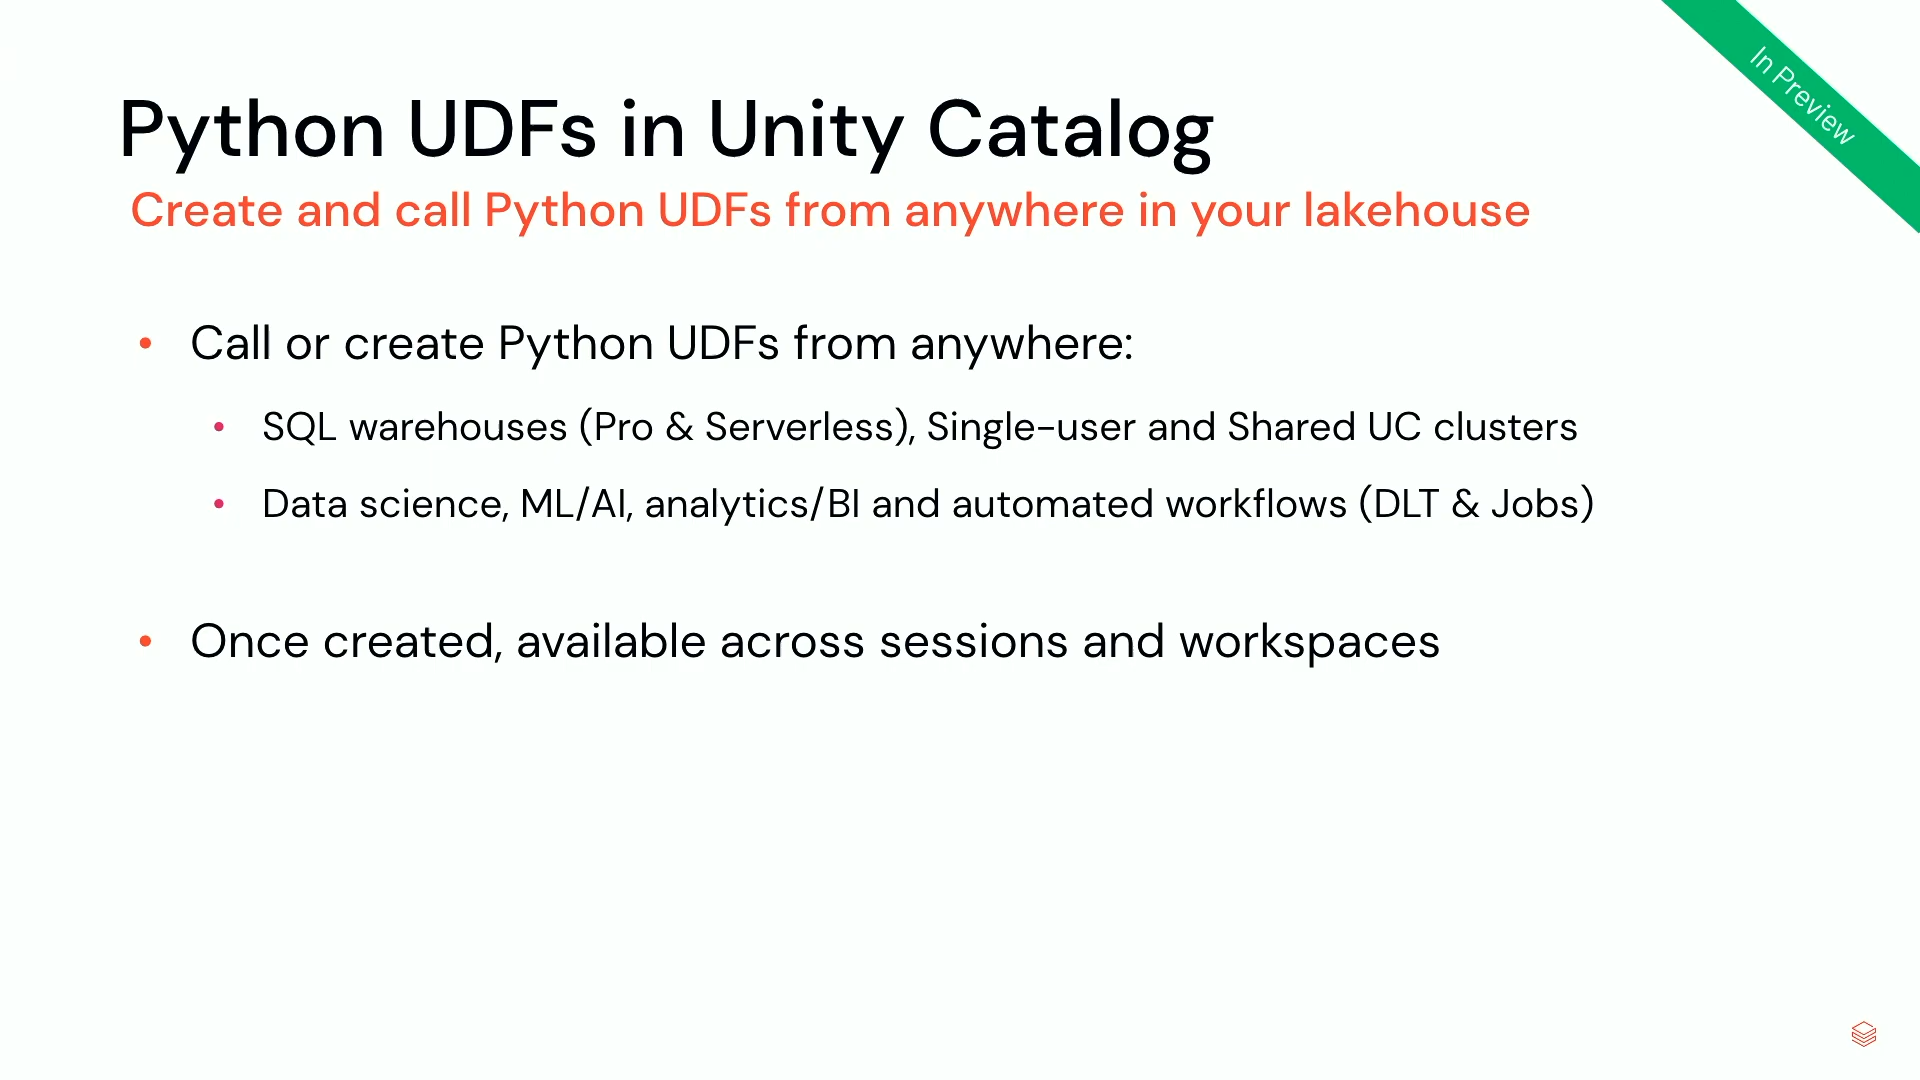 In Preview
Python UDFs in Unity Catalog
Create and call Python UDFs from anywhere in your lakehouse
• Call or create Python UDFs from anywhere:
• SQL warehouses (Pro & Serverless), Single-user and Shared UC clusters
• Data science, ML/AI, analytics/BI and automated workflows (DLT & Jobs)
• Once created, available across sessions and workspaces